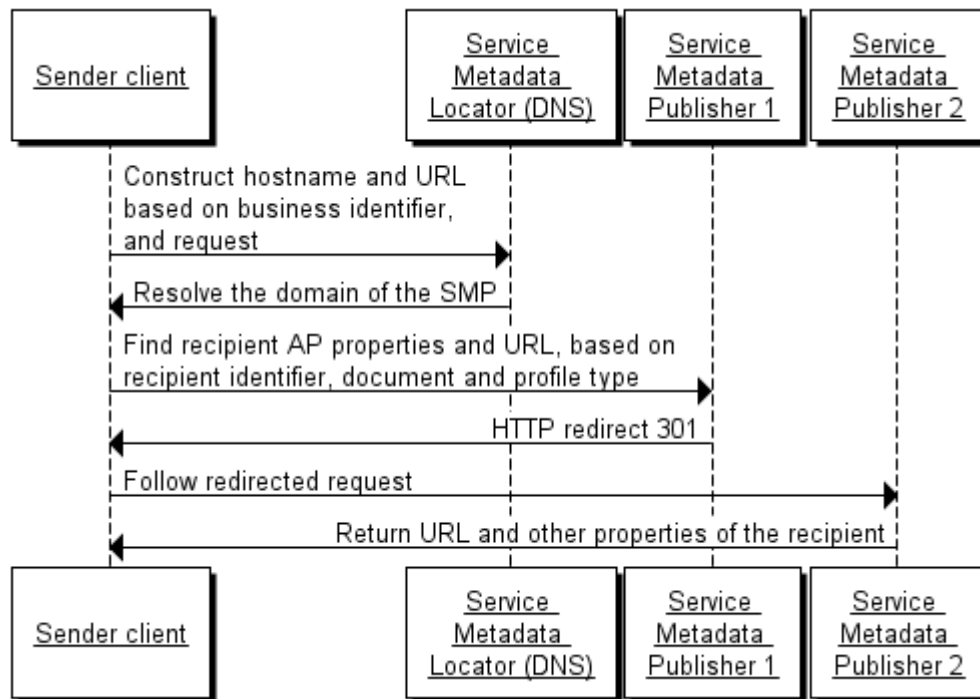 Sender client
Service
Metadata
Locator (DNS)
Service
Metadata
Publisher 1
Service
Metadata
Publisher 2
Construct hostname and URL
based on business identifier,
and request
Resolve the domain of the SMP
Find recipient AP properties and URL, based on
recipient identifier, document and profile type
HTTP redirect 301
Follow redirected request
Return URL and other properties of the recipient
Sender client
Service
Metadata
Locator (DNS)
Service
Metadata
Publisher 1
Service
Metadata
Publisher 2